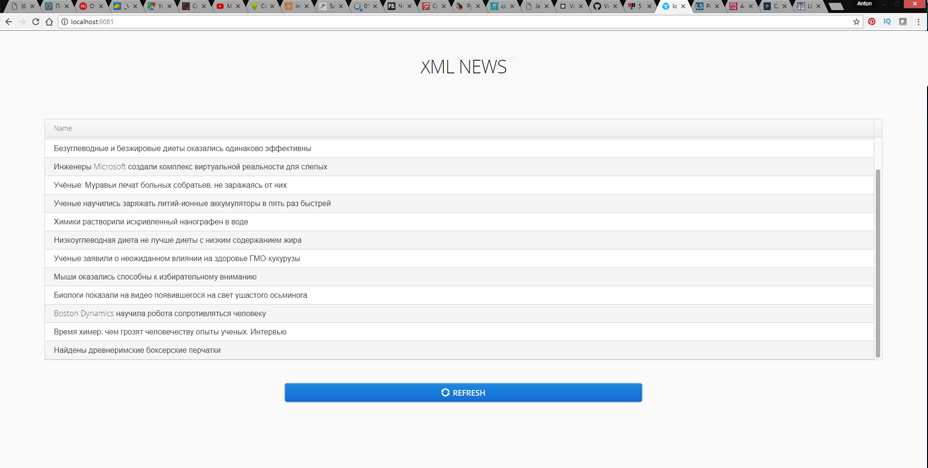 Anton
localhost:8081
XML NEWS
Name
Безуглеводные и безжировые диеты оказались одинаково эффективны
Инженеры Microsoft создали комплекс виртуальной реальности для слепых
Ученые: Муравьи лечат больных собратьев, не заражаясь от них
Ученые научились заряжать литий-ионные аккумуляторы в пять раз быстрей
Химики растворили искривленный нанографен в воде
Низкоуглеводная диета не лучше диеты с низким содержанием жира
Ученые заявили о неожиданном влиянии на здоровье ГМО-кукурузы
Мыши оказались способны к избирательному вниманию
Биологи показали на видео появившегося на свет ушастого осьминога
Boston Dynamics научила робота сопротивляться человеку
Время химер: чем грозят человечеству опыты ученых. Интервью
Найдены древнеримские боксерские перчатки
REFRESH